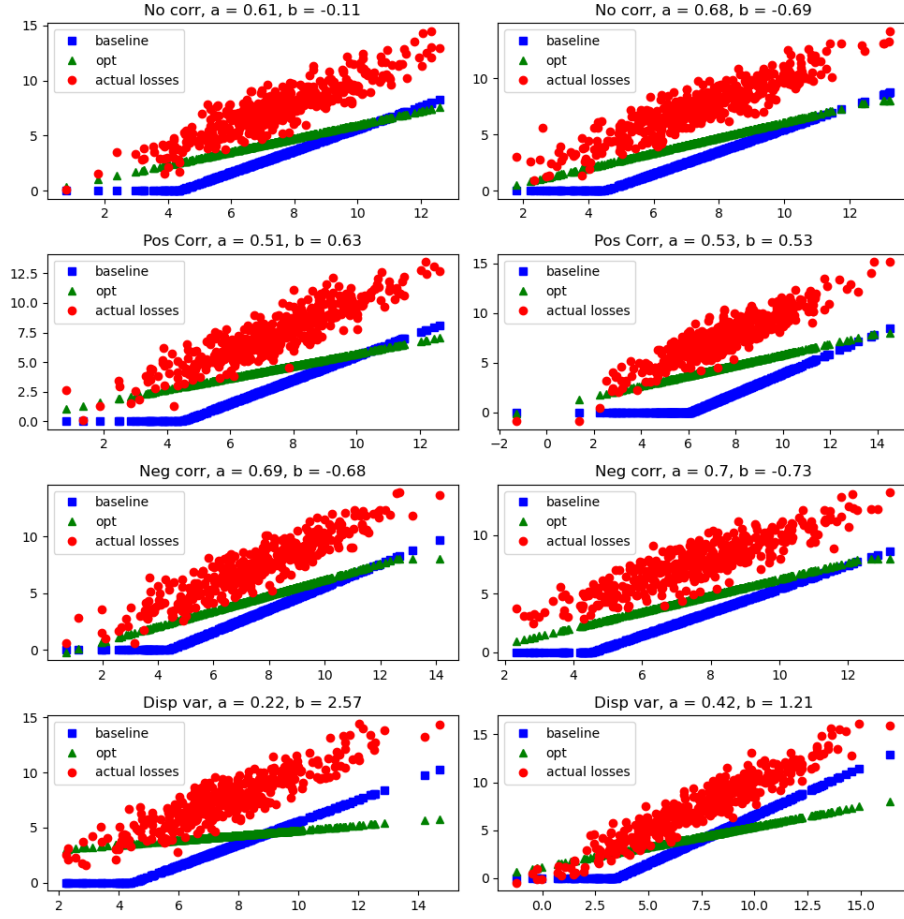 No corr, a = 0.61, b = -0.11
15
10
5
0
baseline
opt
actual losses
2 4 6 8 10 12
No corr, a = 0.68, b = -0.69
10
5
0
baseline
opt
actual losses
2 4 6 8 10 12
Pos Corr, a = 0.51, b = 0.63
12.5
10.0
7.5
5.0
2.5
0.0
baseline
opt
actual losses
2 4 6 8 10 12
Pos Corr, a = 0.53, b = 0.53
15
10
5
0
baseline
opt
actual losses
−2 0 2 4 6 8 10 12 14
Neg corr, a = 0.69, b = -0.68
10
5
0
baseline
opt
actual losses
2 4 6 8 10 12 14
Neg corr, a = 0.7, b = -0.73
10
5
0
baseline
opt
actual losses
2 4 6 8 10 12
Disp var, a = 0.22, b = 2.57
15
10
5
0
baseline
opt
actual losses
2 4 6 8 10 12 14
Disp var, a = 0.42, b = 1.21
15
10
5
0
baseline
opt
actual losses
0.0 2.5 5.0 7.5 10.0 12.5 15.0